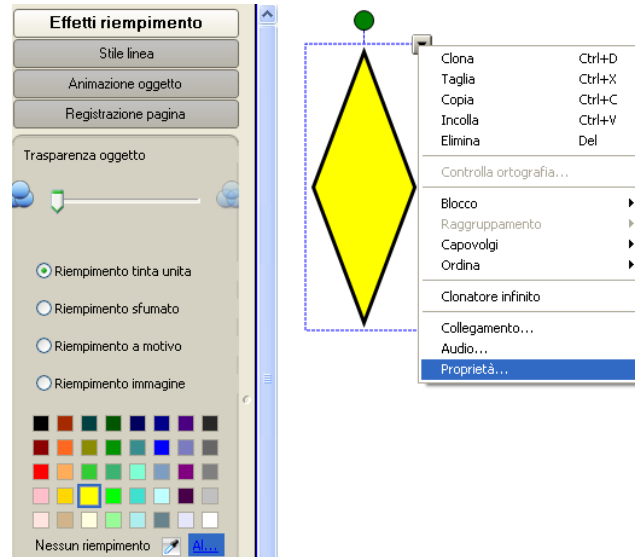 Effetti riempimento
Stile linea
Animazione oggetto
Registrazione pagina
Trasparenza oggetto
Riempimento tinta unita
Riempimento sfumato
Riempimento a motivo
Riempimento immagine
Nessun riempimento Al...
Clona Ctrl+D
Taglia Ctrl+X
Copia Ctrl+C
Incolla Ctrl+V
Elimina Del
Controlla ortografia...
Blocco
Raggruppamento
Capovolgi
Ordina
Clonatore infinito
Collegamento...
Audio...
Proprietà...